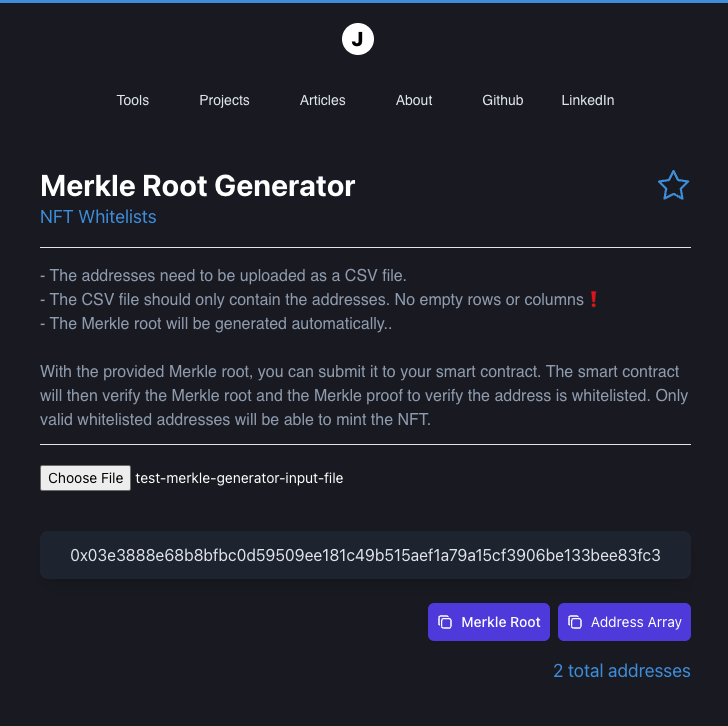 J
Tools Projects Articles About Github LinkedIn
Merkle Root Generator
NFT Whitelists
- The addresses need to be uploaded as a CSV file.
- The CSV file should only contain the addresses. No empty rows or columns❗
- The Merkle root will be generated automatically..
With the provided Merkle root, you can submit it to your smart contract. The smart contract
will then verify the Merkle root and the Merkle proof to verify the address is whitelisted. Only
valid whitelisted addresses will be able to mint the NFT.
Choose File test-merkle-generator-input-file
0x03e3888e68b8bfbc0d59509ee181c49b515aef1a79a15cf3906be133bee83fc3
Merkle Root Address Array
2 total addresses